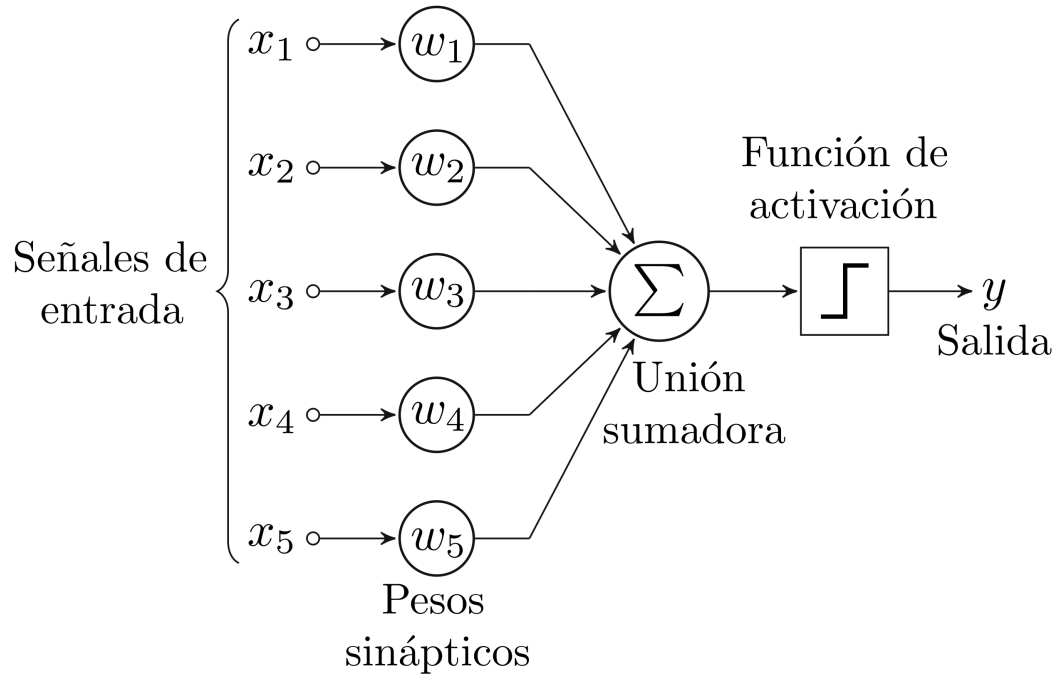 x1
w1
x2
w2
Función de
activación
Señales de
entrada
x3
w3
Σ
y
Salida
Unión
sumadora
x4
w4
x5
w5
Pesos
sinápticos